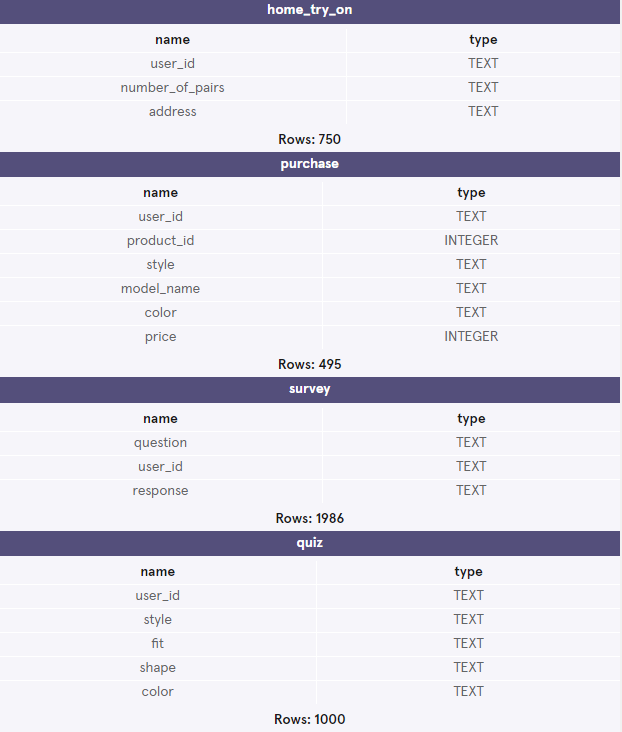 home_try_on
name type
user_id TEXT
number_of_pairs TEXT
address TEXT
Rows: 750
purchase
name type
user_id TEXT
product_id INTEGER
style TEXT
model_name TEXT
color TEXT
price INTEGER
Rows: 495
survey
name type
question TEXT
user_id TEXT
response TEXT
Rows: 1986
quiz
name type
user_id TEXT
style TEXT
fit TEXT
shape TEXT
color TEXT
Rows: 1000